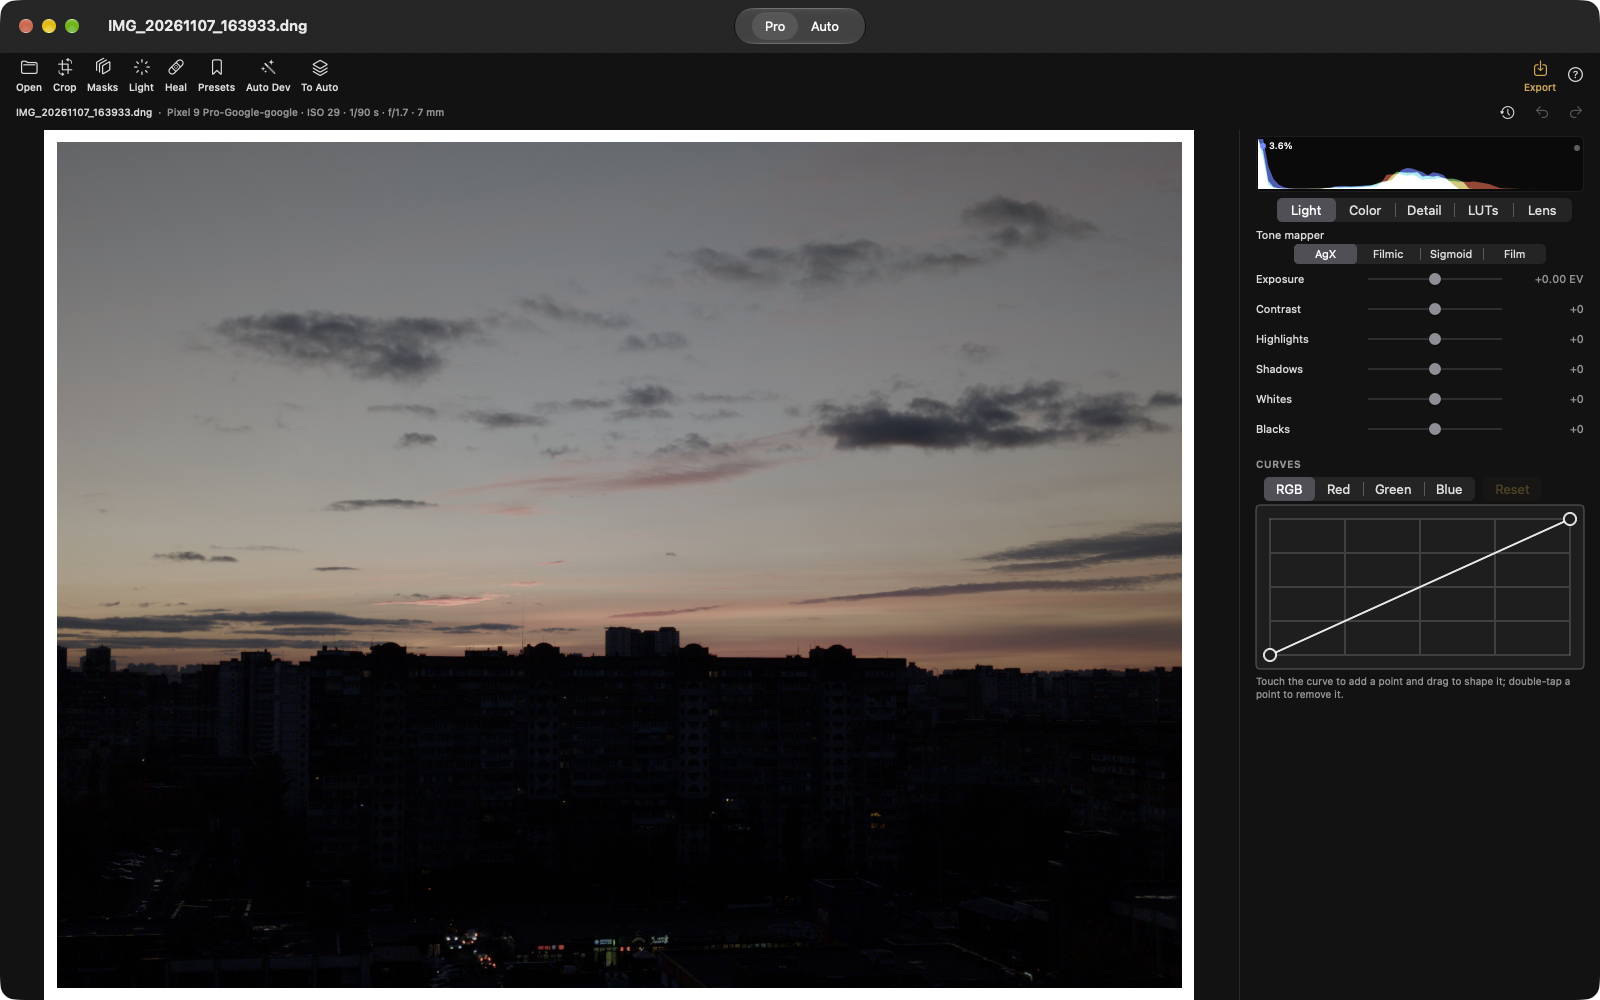 IMG_20261107_163933.dng
Pro Auto
Open Crop Masks Light Heal Presets Auto Dev To Auto
Export
IMG_20261107_163933.dng · Pixel 9 Pro-Google-google · ISO 29 · 1/90 s · f/1.7 · 7 mm
3.6%
Light Color Detail LUTs Lens
Tone mapper
AgX Filmic Sigmoid Film
Exposure +0.00 EV
Contrast +0
Highlights +0
Shadows +0
Whites +0
Blacks +0
CURVES
RGB Red Green Blue Reset
Touch the curve to add a point and drag to shape it; double-tap a
point to remove it.